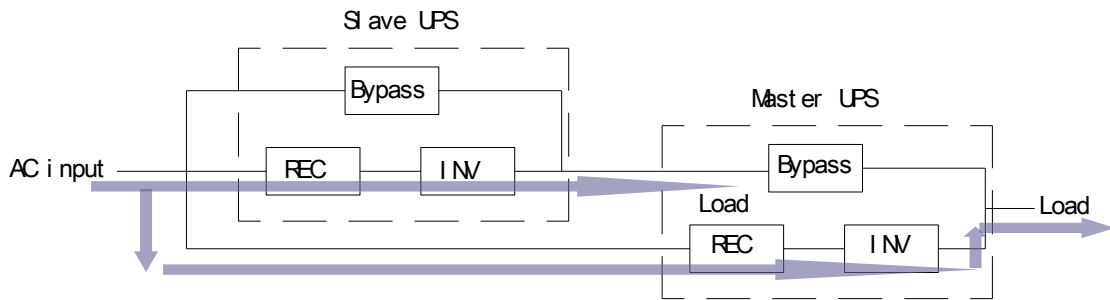 Slave UPS
Bypass
Master UPS
AC input
REC
INV
Bypass
Load
Load
REC
INV